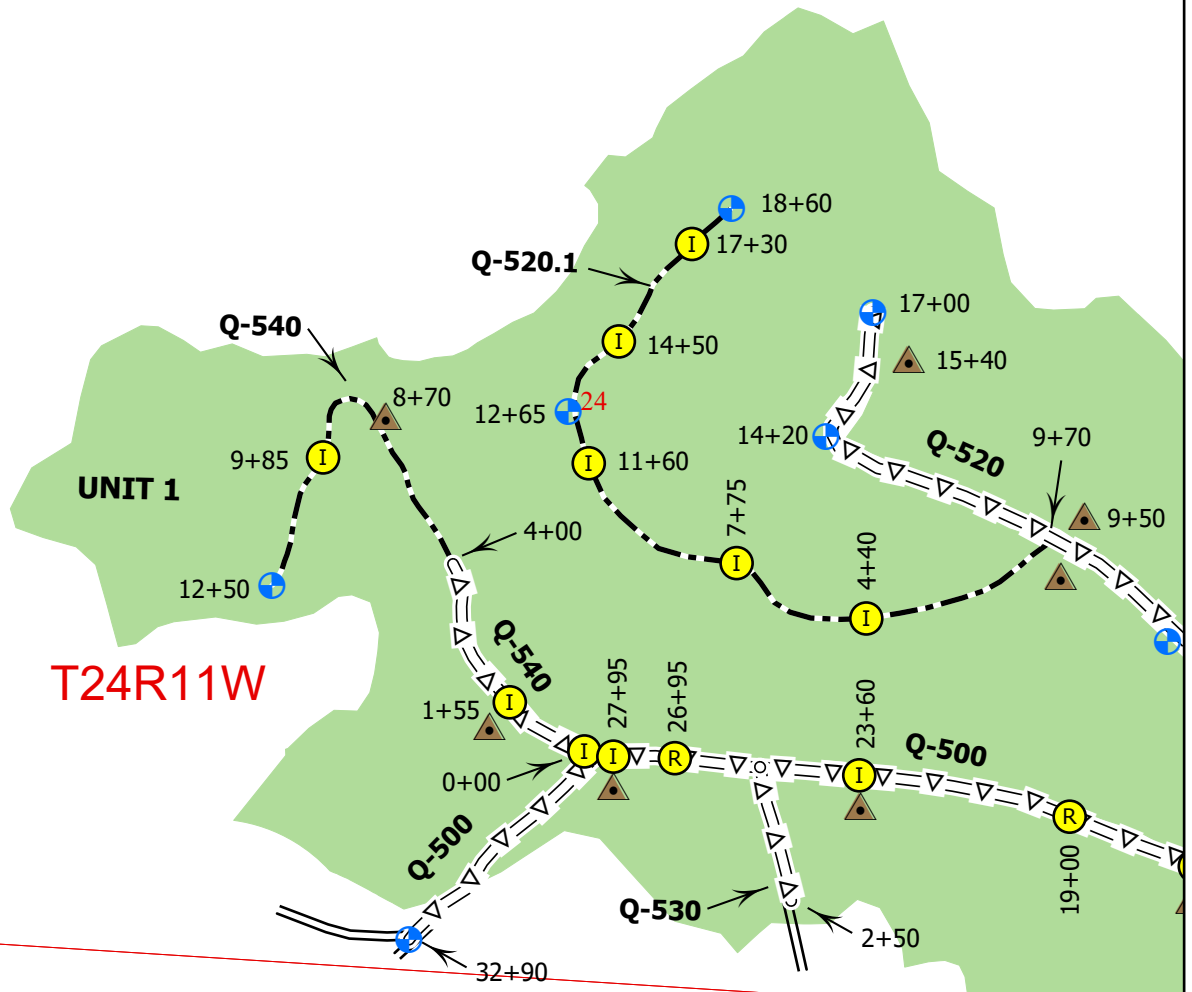 18+60
17+30
Q-520.1
17+00
Q-540
14+50
15+40
8+70
24
12+65
14+20
9+70
Q-520
9+85
11+60
UNIT 1
7+75
9+50
4+00
4+40
12+50
Q-540
T24R11W
27+95
26+95
23+60
1+55
Q-500
0+00
19+00
Q-500
Q-530
2+50
32+90
I
I
I
I
I
I
I
I
I
I
R
I
R